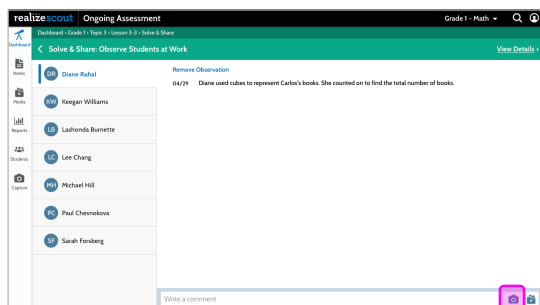 realizescout Ongoing Assessment Grade 1 - Math
Dashboard › Grade 1 › Topic 3 › Lesson 3-3 › Solve & Share
Dashboard
Solve & Share: Observe Students at Work
View Details ›
Notes
Media
Reports
Students
Capture
DR Diane Rahal
KW Keegan Williams
LB Lashonda Burnette
LC Lee Chang
MH Michael Hill
PC Paul Chesnokova
SF Sarah Forsberg
Remove Observation
04/29 Diane used cubes to represent Carlos's books. She counted on to find the total number of books.
Write a comment